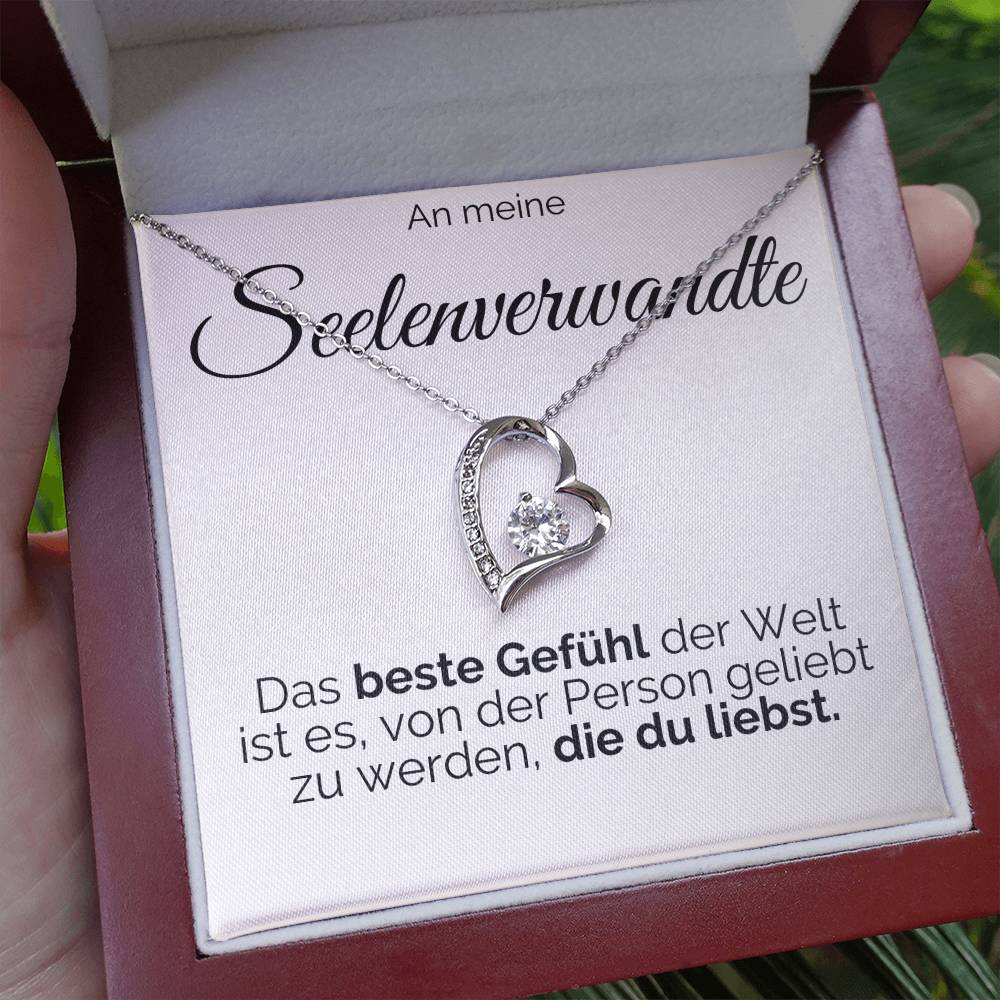 An meine
Seelenverwandte
Das beste Gefühl der Welt
ist es, von der Person geliebt
zu werden, die du liebst.